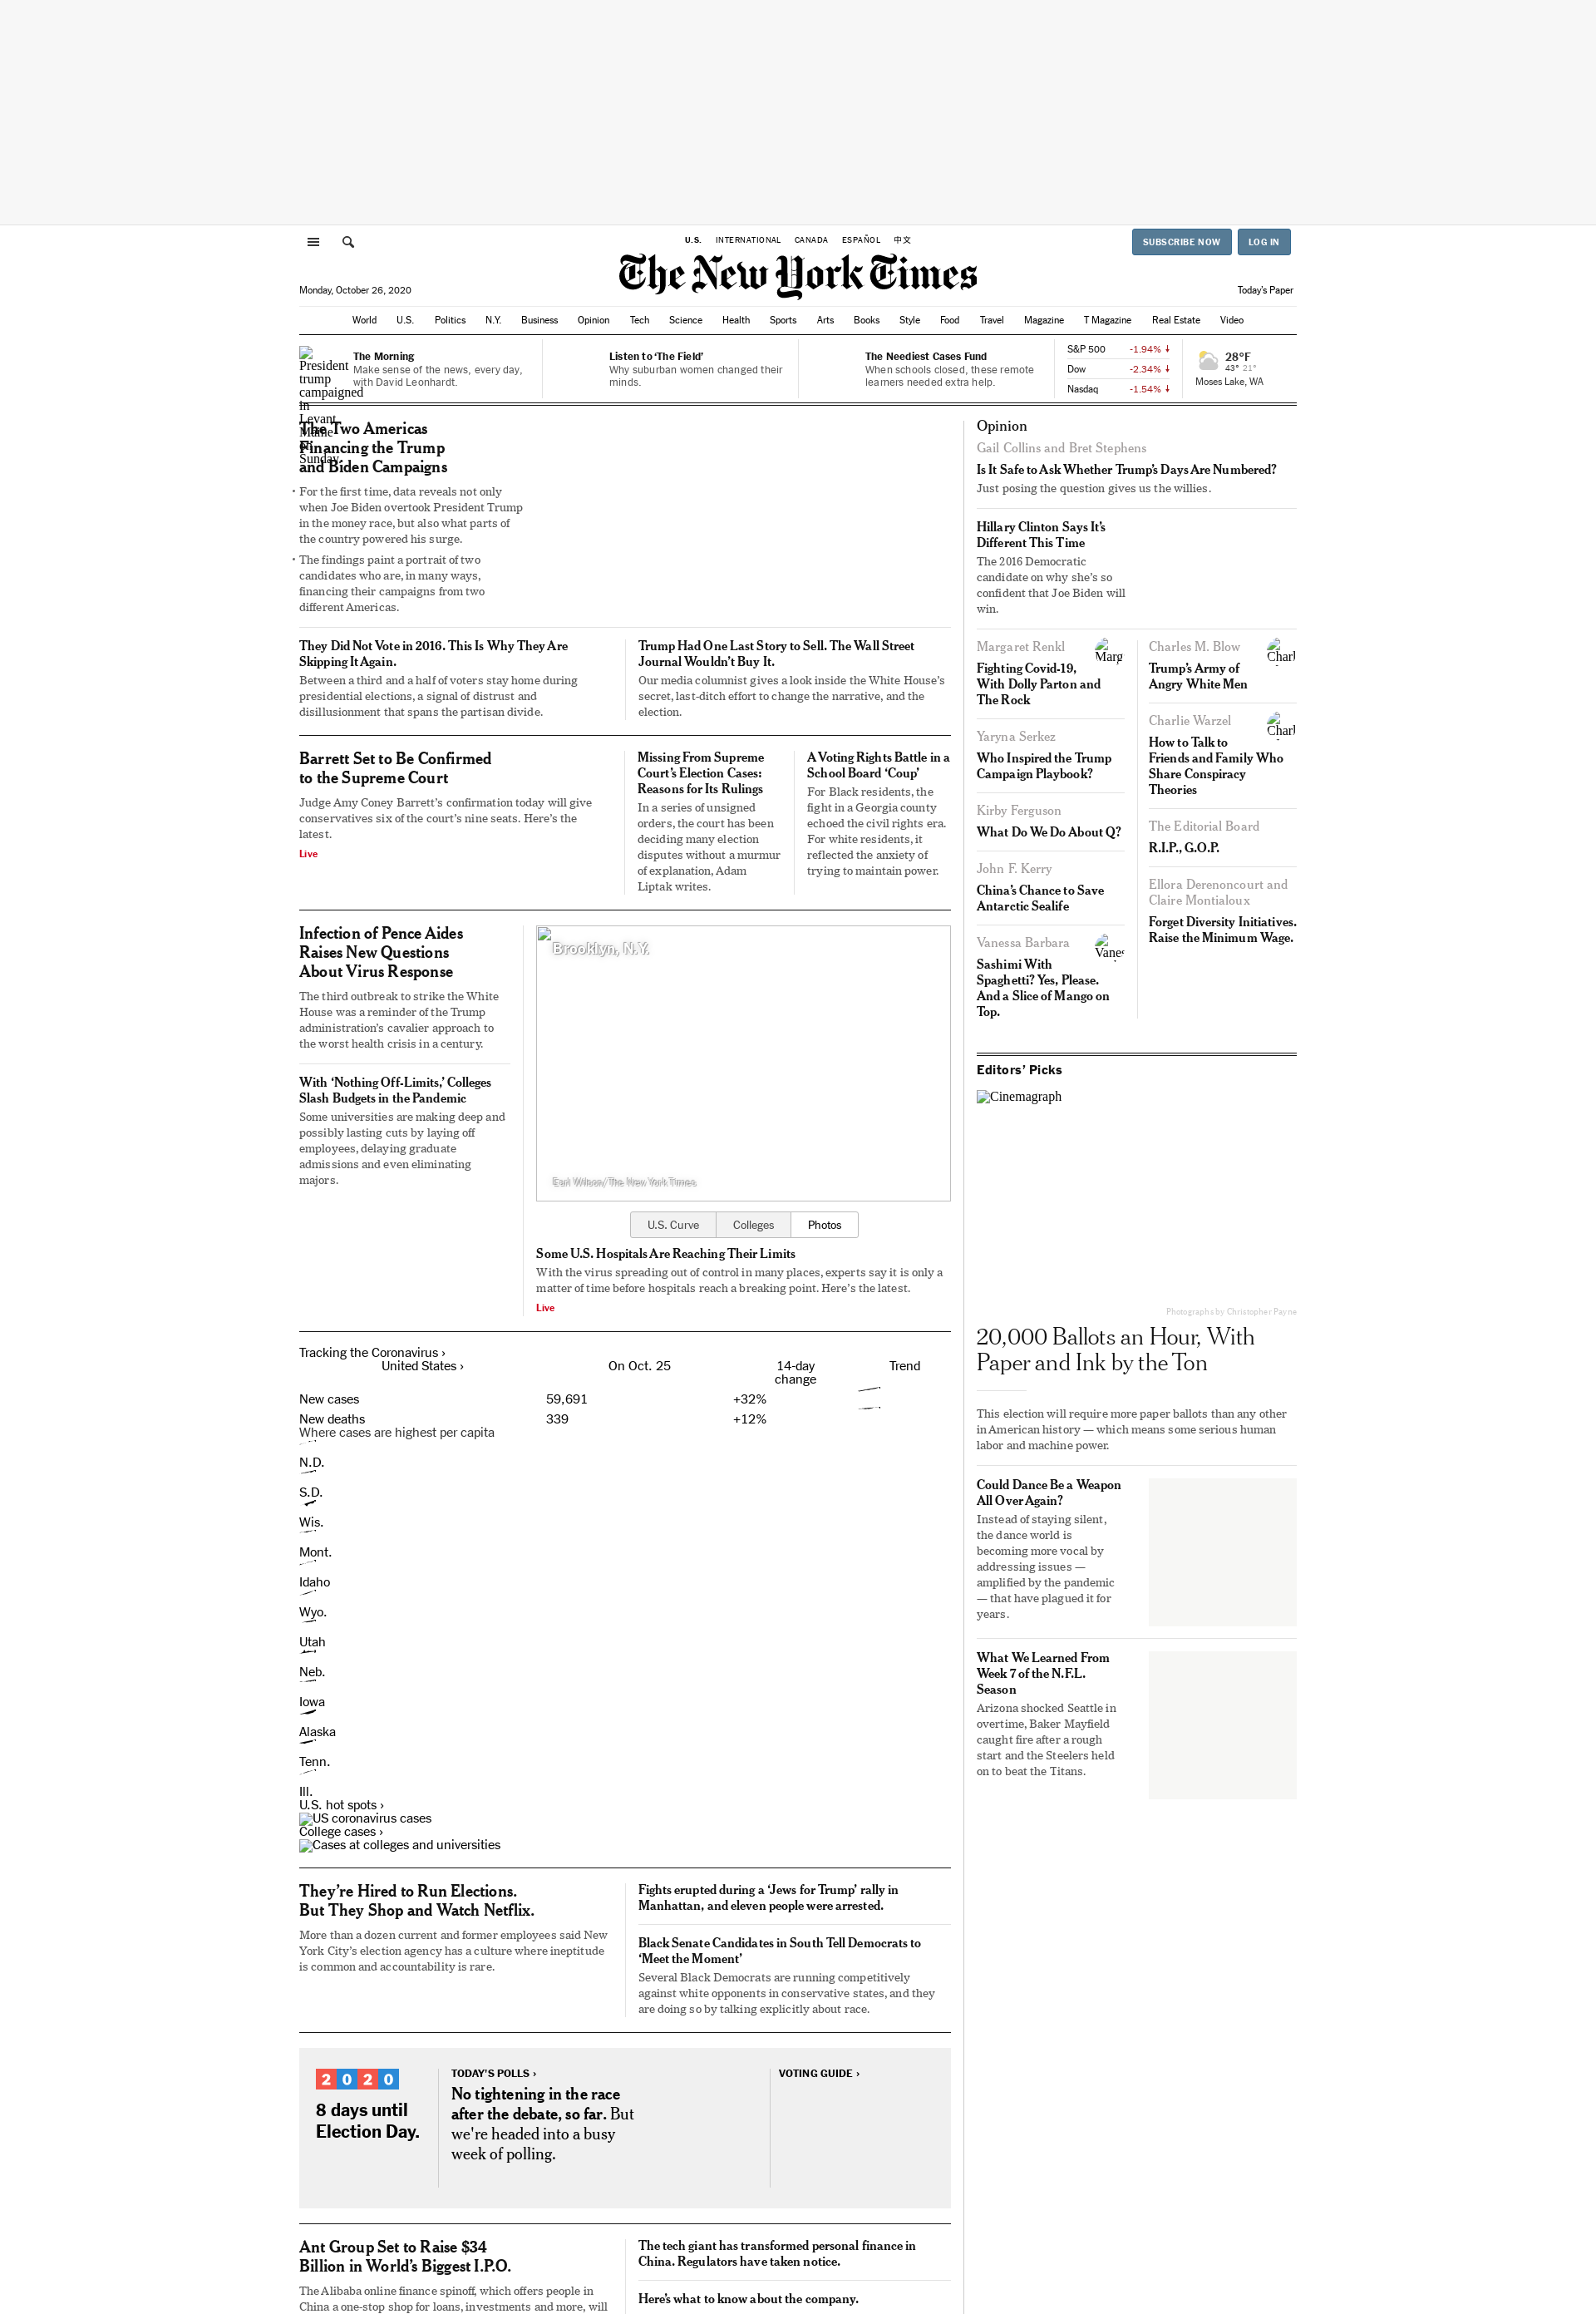 U.S. INTERNATIONAL CANADA ESPAÑOL 中文
SUBSCRIBE NOW LOG IN
The New York Times
Monday, October 26, 2020
Today's Paper
World U.S. Politics N.Y. Business Opinion Tech Science Health Sports Arts Books Style Food Travel Magazine T Magazine Real Estate Video
President
trump
campaigned
in
Levant,
Maine
on
Sunday.
The Morning
Make sense of the news, every day,
with David Leonhardt.
Listen to ‘The Field’
Why suburban women changed their
minds.
The Neediest Cases Fund
When schools closed, these remote
learners needed extra help.
S&P 500 -1.94% ↓
Dow -2.34% ↓
Nasdaq -1.54% ↓
28°F
43° 21°
Moses Lake, WA
The Two Americas
Financing the Trump
and Biden Campaigns
• For the first time, data reveals not only
when Joe Biden overtook President Trump
in the money race, but also what parts of
the country powered his surge.
• The findings paint a portrait of two
candidates who are, in many ways,
financing their campaigns from two
different Americas.
They Did Not Vote in 2016. This Is Why They Are
Skipping It Again.
Between a third and a half of voters stay home during
presidential elections, a signal of distrust and
disillusionment that spans the partisan divide.
Trump Had One Last Story to Sell. The Wall Street
Journal Wouldn’t Buy It.
Our media columnist gives a look inside the White House’s
secret, last-ditch effort to change the narrative, and the
election.
Barrett Set to Be Confirmed
to the Supreme Court
Judge Amy Coney Barrett’s confirmation today will give
conservatives six of the court’s nine seats. Here’s the
latest.
Live
Missing From Supreme
Court’s Election Cases:
Reasons for Its Rulings
In a series of unsigned
orders, the court has been
deciding many election
disputes without a murmur
of explanation, Adam
Liptak writes.
A Voting Rights Battle in a
School Board ‘Coup’
For Black residents, the
fight in a Georgia county
echoed the civil rights era.
For white residents, it
reflected the anxiety of
trying to maintain power.
Infection of Pence Aides
Raises New Questions
About Virus Response
The third outbreak to strike the White
House was a reminder of the Trump
administration’s cavalier approach to
the worst health crisis in a century.
With ‘Nothing Off-Limits,’ Colleges
Slash Budgets in the Pandemic
Some universities are making deep and
possibly lasting cuts by laying off
employees, delaying graduate
admissions and even eliminating
majors.
Brooklyn, N.Y.
Earl Wilson/The New York Times
U.S. Curve Colleges Photos
Some U.S. Hospitals Are Reaching Their Limits
With the virus spreading out of control in many places, experts say it is only a
matter of time before hospitals reach a breaking point. Here’s the latest.
Live
Tracking the Coronavirus ›
United States › On Oct. 25 14-day
change Trend
New cases 59,691 +32%
New deaths 339 +12%
Where cases are highest per capita
N.D.
S.D.
Wis.
Mont.
Idaho
Wyo.
Utah
Neb.
Iowa
Alaska
Tenn.
Ill.
U.S. hot spots ›
US coronavirus cases
College cases ›
Cases at colleges and universities
They’re Hired to Run Elections.
But They Shop and Watch Netflix.
More than a dozen current and former employees said New
York City’s election agency has a culture where ineptitude
is common and accountability is rare.
Fights erupted during a ‘Jews for Trump’ rally in
Manhattan, and eleven people were arrested.
Black Senate Candidates in South Tell Democrats to
‘Meet the Moment’
Several Black Democrats are running competitively
against white opponents in conservative states, and they
are doing so by talking explicitly about race.
2020
8 days until
Election Day.
TODAY’S POLLS ›
No tightening in the race
after the debate, so far. But
we're headed into a busy
week of polling.
VOTING GUIDE ›
Ant Group Set to Raise $34
Billion in World’s Biggest I.P.O.
The Alibaba online finance spinoff, which offers people in
China a one-stop shop for loans, investments and more, will
The tech giant has transformed personal finance in
China. Regulators have taken notice.
Here’s what to know about the company.
Opinion
Gail Collins and Bret Stephens
Is It Safe to Ask Whether Trump’s Days Are Numbered?
Just posing the question gives us the willies.
Hillary Clinton Says It’s
Different This Time
The 2016 Democratic
candidate on why she’s so
confident that Joe Biden will
win.
Margaret Renkl
Marg
Fighting Covid-19,
With Dolly Parton and
The Rock
Yaryna Serkez
Who Inspired the Trump
Campaign Playbook?
Kirby Ferguson
What Do We Do About Q?
John F. Kerry
China’s Chance to Save
Antarctic Sealife
Vanessa Barbara
Vanes
Sashimi With
Spaghetti? Yes, Please.
And a Slice of Mango on
Top.
Charles M. Blow
Charl
Trump’s Army of
Angry White Men
Charlie Warzel
Charl
How to Talk to
Friends and Family Who
Share Conspiracy
Theories
The Editorial Board
R.I.P., G.O.P.
Ellora Derenoncourt and
Claire Montialoux
Forget Diversity Initiatives.
Raise the Minimum Wage.
Editors’ Picks
Cinemagraph
Photographs by Christopher Payne
20,000 Ballots an Hour, With
Paper and Ink by the Ton
This election will require more paper ballots than any other
in American history — which means some serious human
labor and machine power.
Could Dance Be a Weapon
All Over Again?
Instead of staying silent,
the dance world is
becoming more vocal by
addressing issues —
amplified by the pandemic
— that have plagued it for
years.
What We Learned From
Week 7 of the N.F.L.
Season
Arizona shocked Seattle in
overtime, Baker Mayfield
caught fire after a rough
start and the Steelers held
on to beat the Titans.